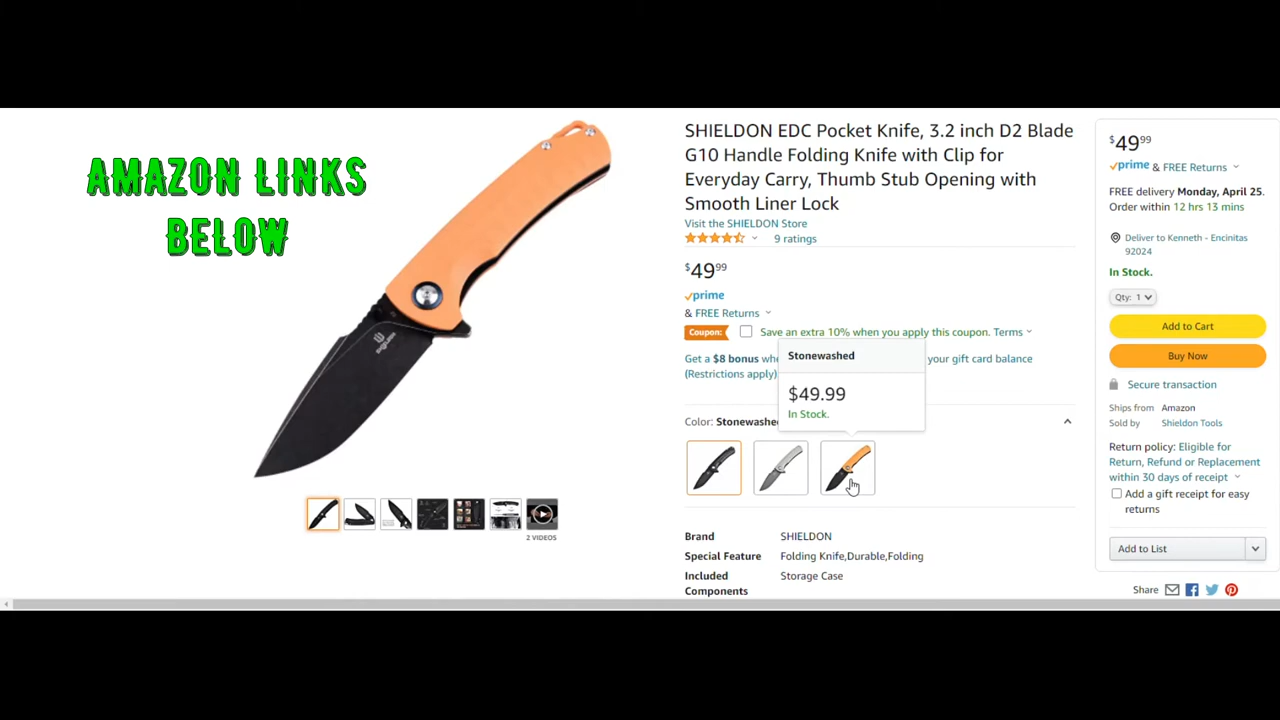 AMAZON LINKS
BELOW
SHIELDON EDC Pocket Knife, 3.2 inch D2 Blade
G10 Handle Folding Knife with Clip for
Everyday Carry, Thumb Stub Opening with
Smooth Liner Lock
Visit the SHIELDON Store
9 ratings
$49 99
prime
& FREE Returns
Coupon: Save an extra 10% when you apply this coupon. Terms
Get a $8 bonus whe your gift card balance
(Restrictions apply)
Stonewashed
$49.99
In Stock.
Color: Stonewashed
Brand SHIELDON
Special Feature Folding Knife,Durable,Folding
Included Storage Case
Components
2 VIDEOS
$49 99
prime & FREE Returns
FREE delivery Monday, April 25.
Order within 12 hrs 13 mins
Deliver to Kenneth - Encinitas
92024
In Stock.
Qty: 1
Add to Cart
Buy Now
Secure transaction
Ships from Amazon
Sold by Shieldon Tools
Return policy: Eligible for
Return, Refund or Replacement
within 30 days of receipt
Add a gift receipt for easy
returns
Add to List
Share